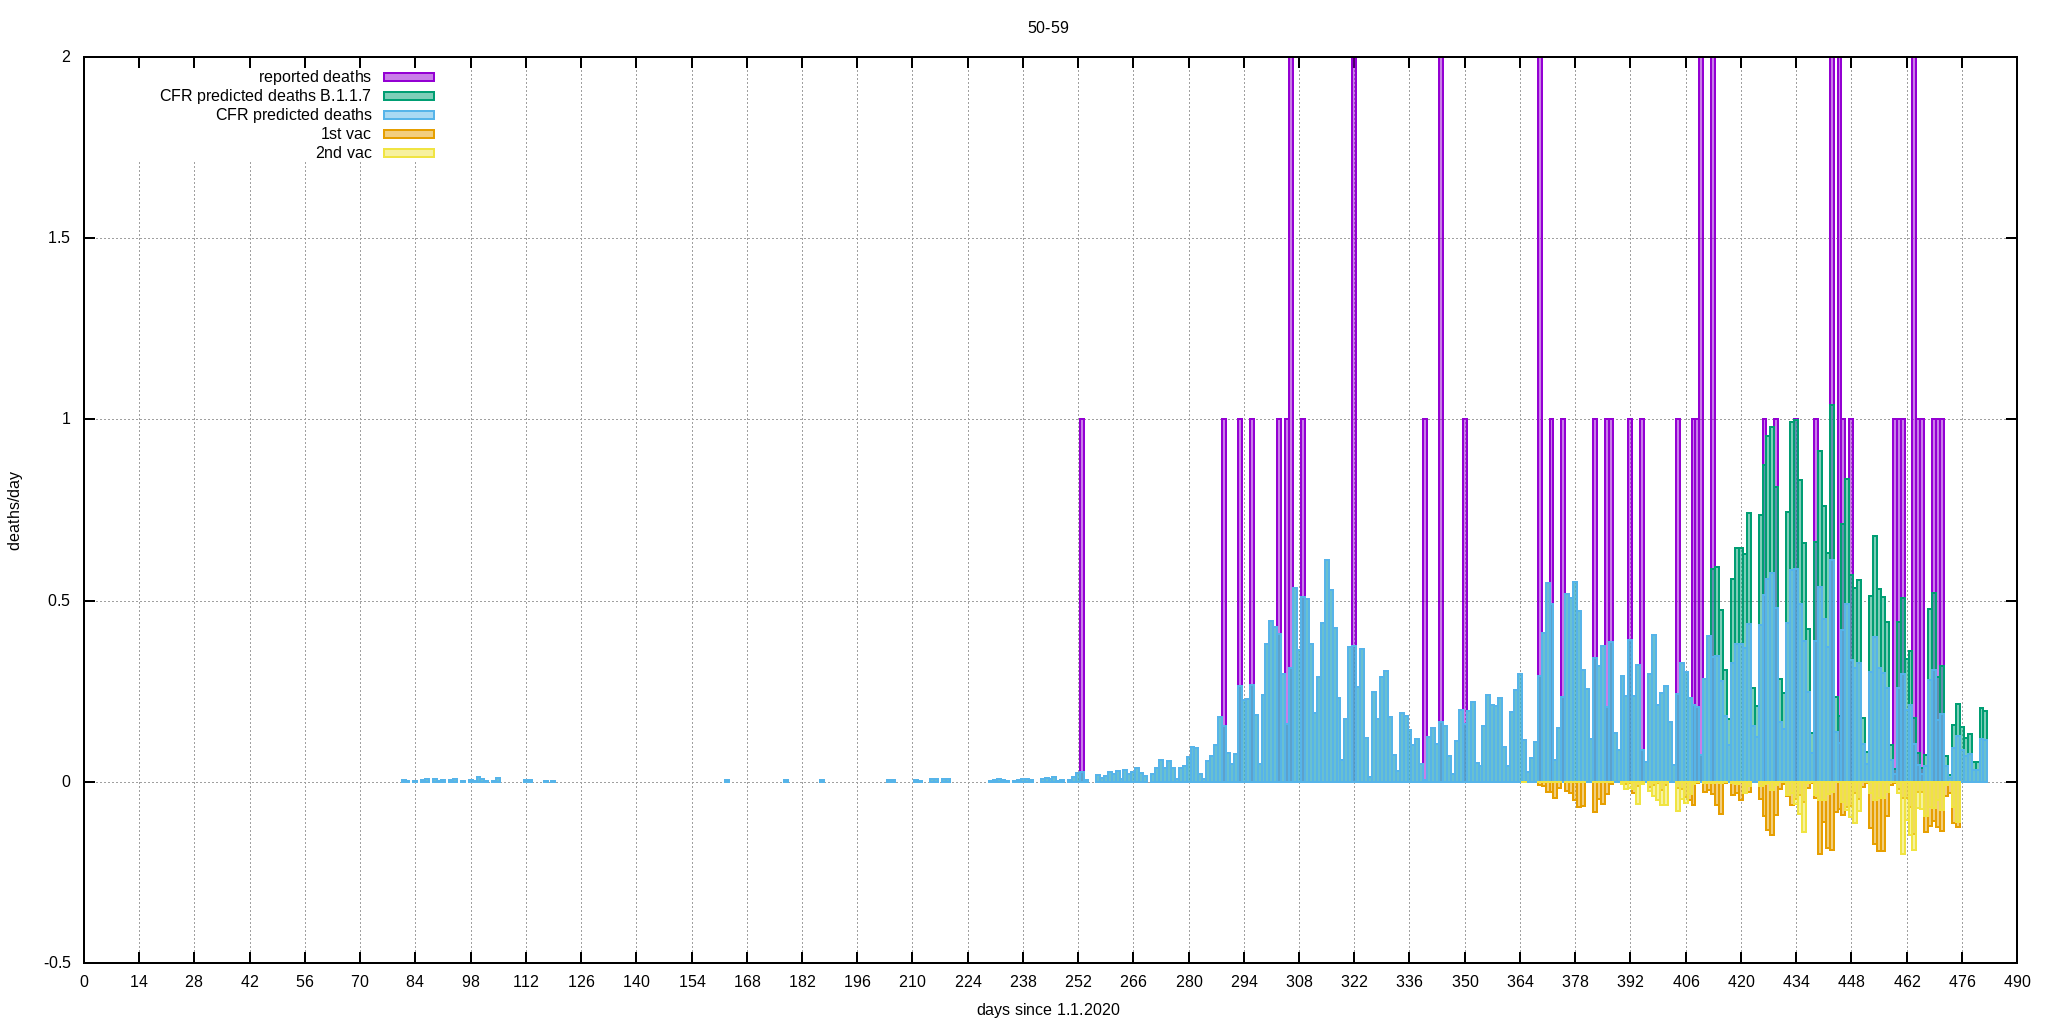 50-59
reported deaths
CFR predicted deaths B.1.1.7
CFR predicted deaths
1st vac
2nd vac
2
1.5
1
0.5
0
-0.5
deaths/day
0 14 28 42 56 70 84 98 112 126 140 154 168 182 196 210 224 238 252 266 280 294 308 322 336 350 364 378 392 406 420 434 448 462 476 490
days since 1.1.2020